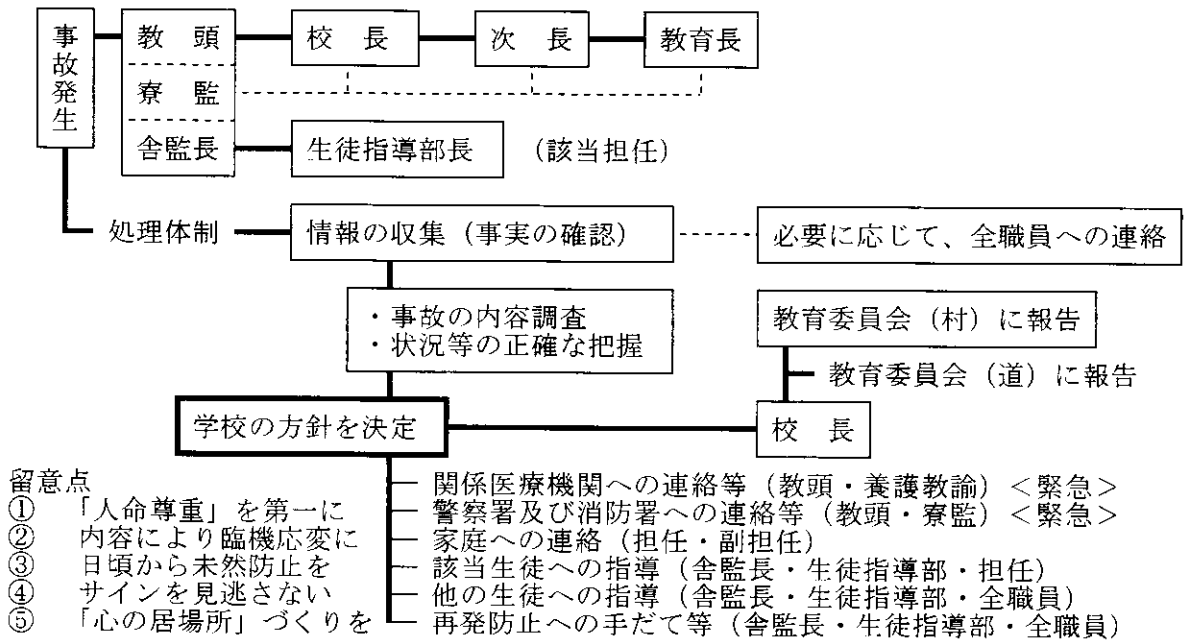 事故発生
教　頭
校　長
次　長
教育長
寮　監
舎監長
生徒指導部長
（該当担任）
処理体制
情報の収集（事実の確認）
必要に応じて、全職員への連絡
・事故の内容調査
・状況等の正確な把握
教育委員会（村）に報告
教育委員会（道）に報告
学校の方針を決定
校　長
留意点
①　「人命尊重」を第一に
②　内容により臨機応変に
③　日頃から未然防止を
④　サインを見逃さない
⑤　「心の居場所」づくりを
関係医療機関への連絡等（教頭・養護教諭）＜緊急＞
警察署及び消防署への連絡等（教頭・寮監）＜緊急＞
家庭への連絡（担任・副担任）
該当生徒への指導（舎監長・生徒指導部・担任）
他の生徒への指導（舎監長・生徒指導部・全職員）
再発防止への手だて等（舎監長・生徒指導部・全職員）